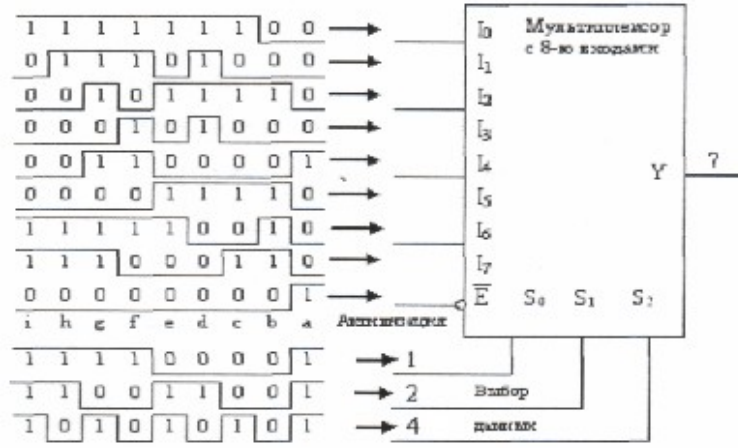 1 1 1 1 1 1 1 0 0 I₀ Мультиплексор
0 1 1 1 0 1 0 0 0 I₁ с 8-ю входами
0 0 1 0 1 1 1 1 0 I₂
0 0 0 1 0 1 0 0 0 I₃
0 0 1 1 0 0 0 0 1 I₄ Y ?
0 0 0 0 1 1 1 1 0 I₅
1 1 1 1 1 0 0 1 0 I₆
1 1 1 0 0 0 1 1 0 I₇
0 0 0 0 0 0 0 0 1 E̅ S₀ S₁ S₂
i h g f e d c b a Активация
1 1 1 1 0 0 0 0 1 1
1 1 0 0 1 1 0 0 1 2 Выбор
1 0 1 0 1 0 1 0 1 4 данных